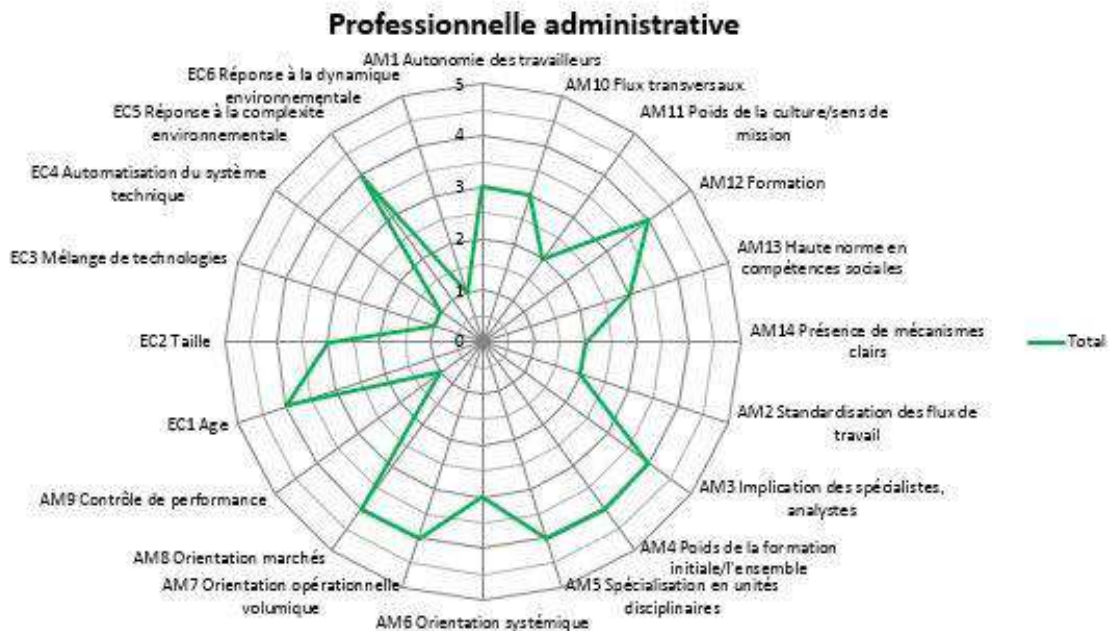 Professionnelle administrative
AM1 Autonomie des travailleurs
AM10 Flux transversaux
AM11 Poids de la culture/sens de
mission
AM12 Formation
AM13 Haute norme en
compétences sociales
AM14 Présence de mécanismes
clairs
AM2 Standardisation des flux de
travail
AM3 Implication des spécialistes,
analystes
AM4 Poids de la formation
initiale/l'ensemble
AM5 Spécialisation en unités
disciplinaires
AM6 Orientation systémique
AM7 Orientation opérationnelle
volumique
AM8 Orientation marchés
AM9 Contrôle de performance
EC1 Age
EC2 Taille
EC3 Mélange de technologies
EC4 Automatisation du système
technique
EC5 Réponse à la complexité
environnementale
EC6 Réponse à la dynamique
environnementale
5
4
3
2
1
0
Total